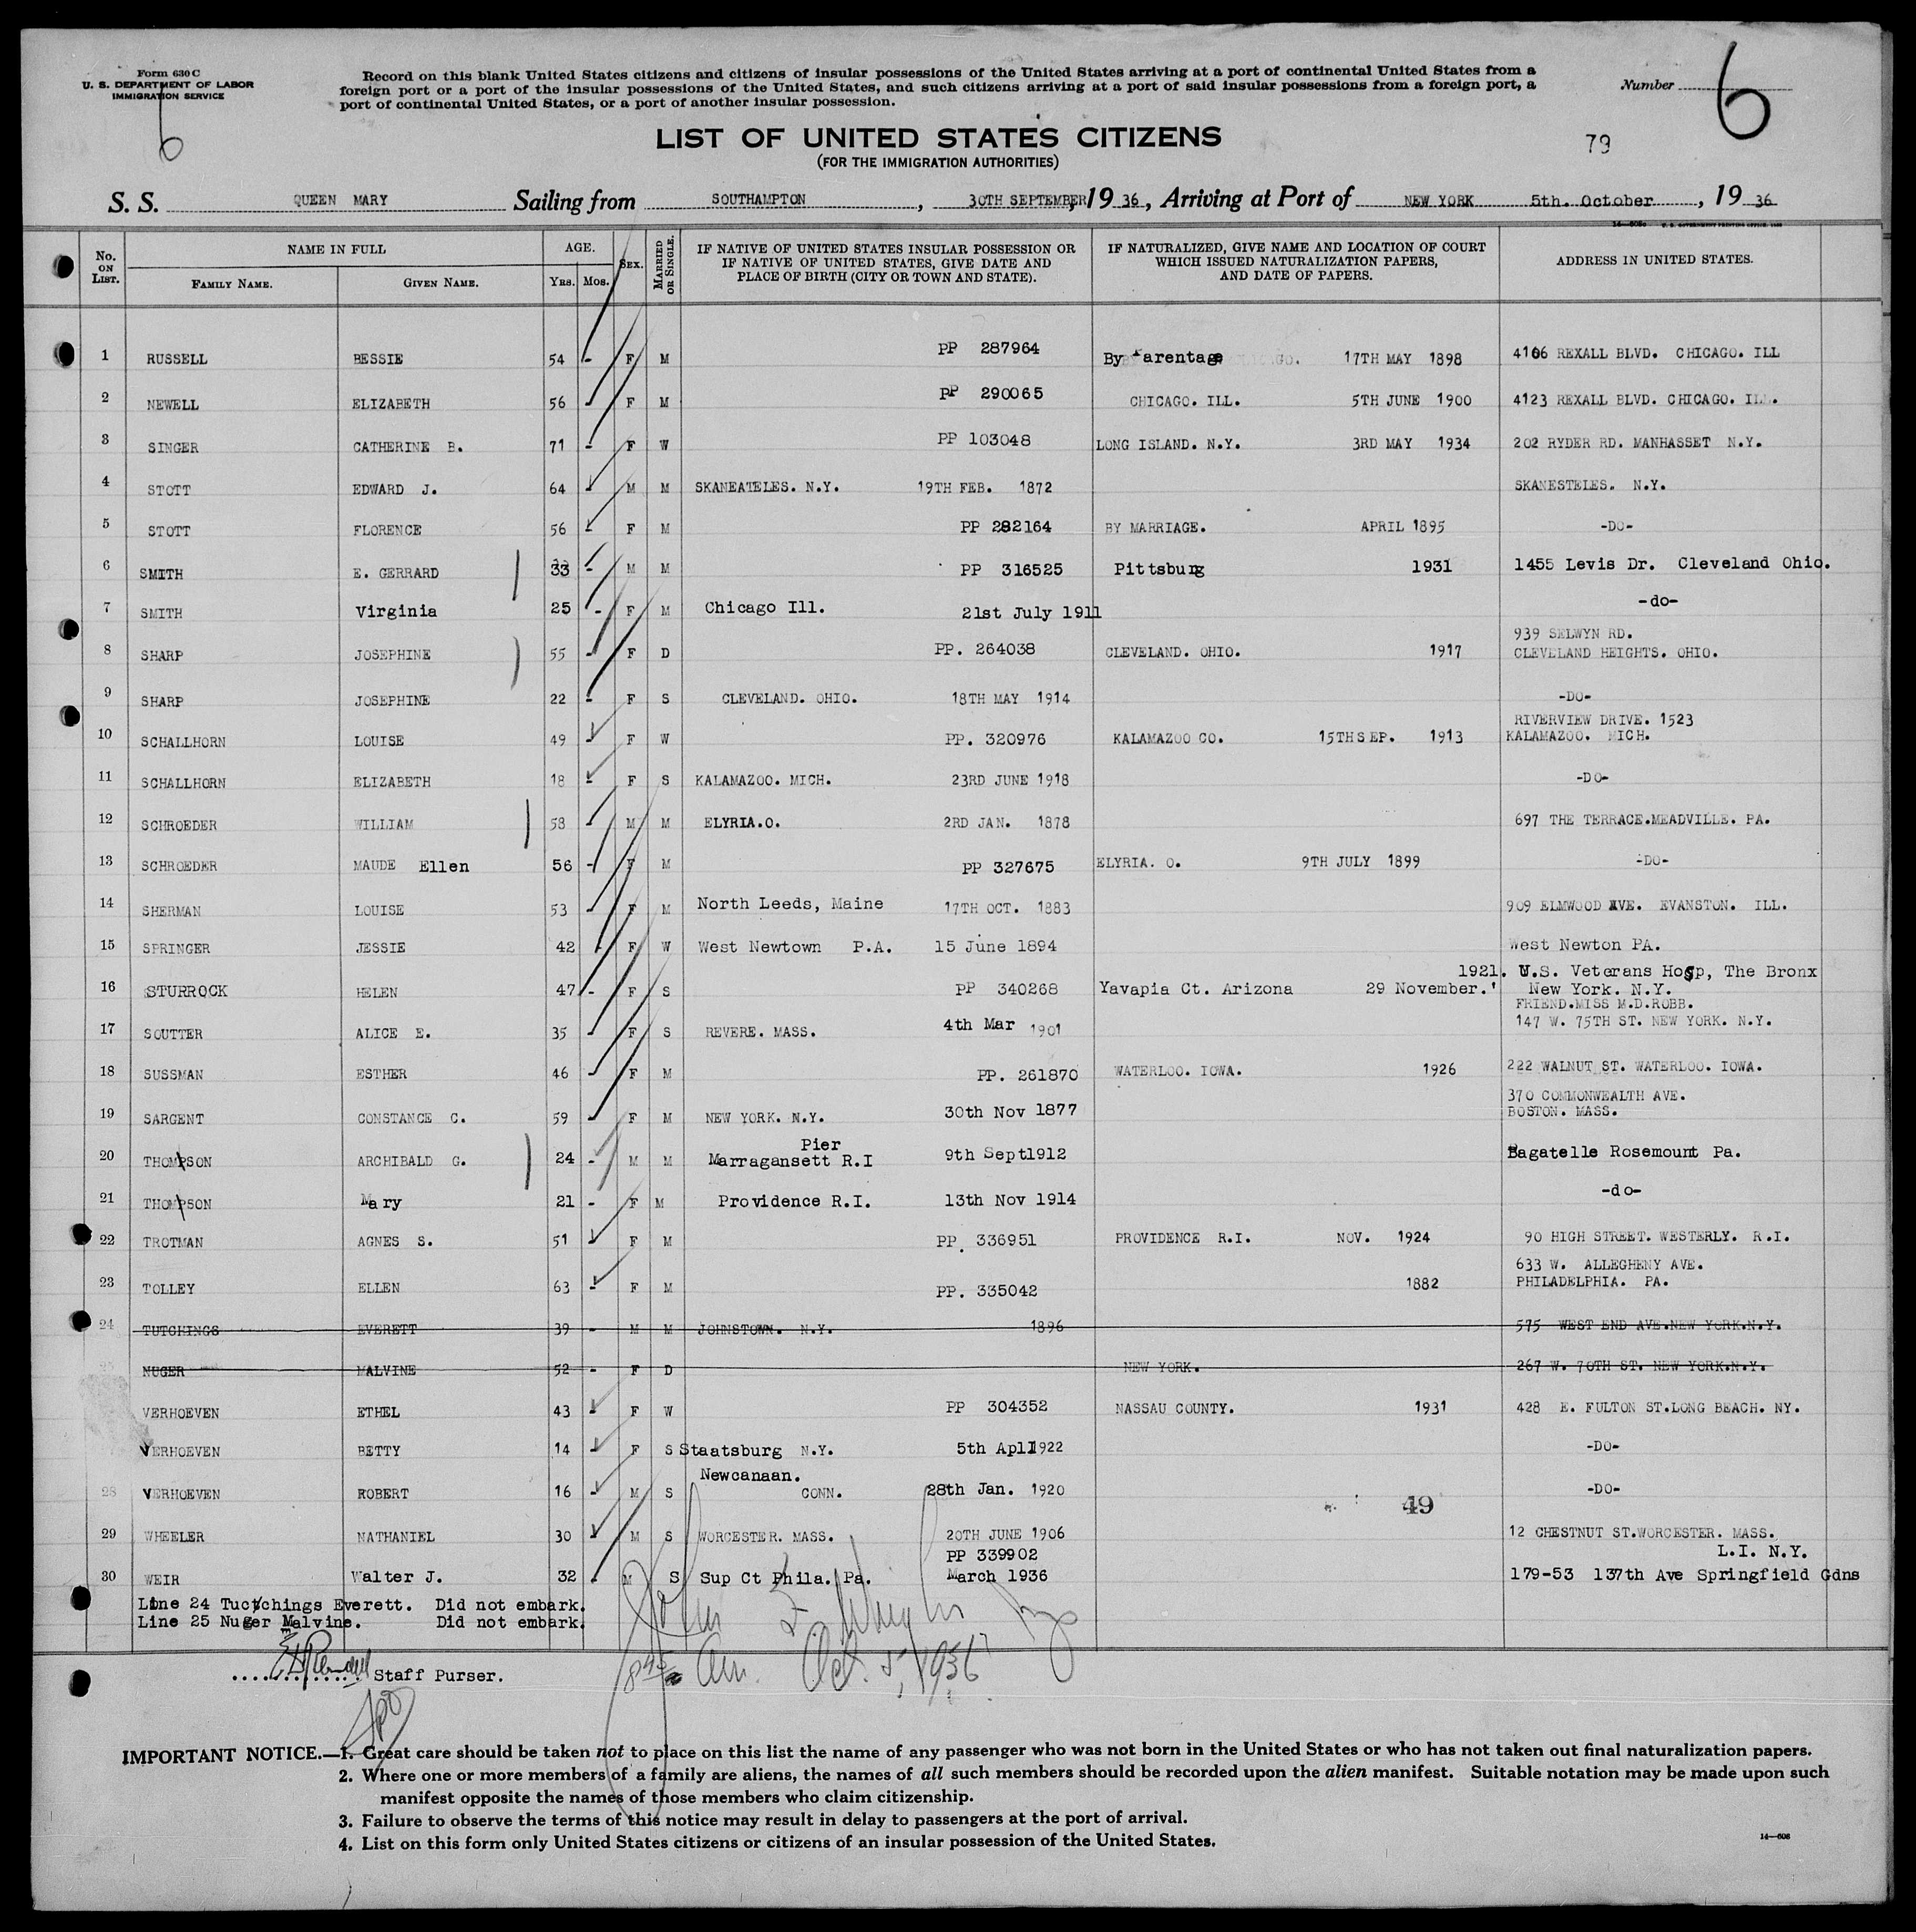 Form 630 C
U. S. DEPARTMENT OF LABOR
IMMIGRATION SERVICE
6
Record on this blank United States citizens and citizens of insular possessions of the United States arriving at a port of continental United States from a
foreign port or a port of the insular possessions of the United States, and such citizens arriving at a port of said insular possessions from a foreign port, a
port of continental United States, or a port of another insular possession.
Number 6
LIST OF UNITED STATES CITIZENS
(FOR THE IMMIGRATION AUTHORITIES)
79
S. S. QUEEN MARY Sailing from SOUTHAMPTON, 30TH SEPTEMBER, 19 36, Arriving at Port of NEW YORK 5th. October, 19 36
No. ON LIST. NAME IN FULL FAMILY NAME. GIVEN NAME. AGE. YRS. MOS. SEX. MARRIED OR SINGLE. IF NATIVE OF UNITED STATES INSULAR POSSESSION OR IF NATIVE OF UNITED STATES, GIVE DATE AND PLACE OF BIRTH (CITY OR TOWN AND STATE). IF NATURALIZED, GIVE NAME AND LOCATION OF COURT WHICH ISSUED NATURALIZATION PAPERS, AND DATE OF PAPERS. ADDRESS IN UNITED STATES.
1 RUSSELL BESSIE 54 - F M PP 287964 By Parentage 17TH MAY 1898 4106 REXALL BLVD. CHICAGO. ILL
2 NEWELL ELIZABETH 56 - F M PP 290065 CHICAGO. ILL. 5TH JUNE 1900 4123 REXALL BLVD. CHICAGO. ILL.
3 SINGER CATHERINE B. 71 - F W PP 103048 LONG ISLAND. N.Y. 3RD MAY 1934 202 RYDER RD. MANHASSET N.Y.
4 STOTT EDWARD J. 64 - M M SKANEATELES. N.Y. 19TH FEB. 1872 SKANESTELES. N.Y.
5 STOTT FLORENCE 56 - F M PP 282164 BY MARRIAGE. APRIL 1895 -DO-
6 SMITH E. GERRARD 33 - M M PP 316525 Pittsburg 1931 1455 Levis Dr. Cleveland Ohio.
7 SMITH Virginia 25 - F M Chicago Ill. 21st July 1911 -do-
8 SHARP JOSEPHINE 55 - F D PP. 264038 CLEVELAND. OHIO. 1917 939 SELWYN RD. CLEVELAND HEIGHTS. OHIO.
9 SHARP JOSEPHINE 22 - F S CLEVELAND. OHIO. 18TH MAY 1914 -DO-
10 SCHALLHORN LOUISE 49 - F W PP. 320976 KALAMAZOO CO. 15TH SEP. 1913 RIVERVIEW DRIVE. 1523 KALAMAZOO. MICH.
11 SCHALLHORN ELIZABETH 18 - F S KALAMAZOO. MICH. 23RD JUNE 1918 -DO-
12 SCHROEDER WILLIAM 58 - M M ELYRIA.O. 2RD JAN. 1878 697 THE TERRACE.MEADVILLE. PA.
13 SCHROEDER MAUDE Ellen 56 - F M PP 327675 ELYRIA. O. 9TH JULY 1899 -DO-
14 SHERMAN LOUISE 53 - F M North Leeds, Maine 17TH OCT. 1883 909 ELMWOOD AVE. EVANSTON. ILL.
15 SPRINGER JESSIE 42 - F W West Newtown P.A. 15 June 1894 West Newton PA.
16 STURROCK HELEN 47 - F S PP 340268 Yavapia Ct. Arizona 29 November. 1921. U.S. Veterans Hosp, The Bronx New York. N.Y.
17 SOUTTER ALICE E. 35 - F S REVERE. MASS. 4th Mar 1901 FRIEND.MISS M.D.ROBB. 147 W. 75TH ST. NEW YORK. N.Y.
18 SUSSMAN ESTHER 46 - F M PP. 261870 WATERLOO. IOWA. 1926 222 WALNUT ST. WATERLOO. IOWA.
19 SARGENT CONSTANCE C. 59 - F M NEW YORK. N.Y. 30th Nov 1877 370 COMMONWEALTH AVE. BOSTON. MASS.
20 THOMPSON ARCHIBALD G. 24 - M M Pier Marragansett R.I 9th Sept1912 Bagatelle Rosemount Pa.
21 THOMPSON Mary 21 - F M Providence R.I. 13th Nov 1914 -do-
22 TROTMAN AGNES S. 51 - F M PP. 336951 PROVIDENCE R.I. NOV. 1924 90 HIGH STREET. WESTERLY. R.I.
23 TOLLEY ELLEN 63 - F M PP. 335042 1882 633 W. ALLEGHENY AVE. PHILADELPHIA. PA.
24 TUTCHINGS EVERETT 39 - M M JOHNSTOWN. N.Y. 1896 575 WEST END AVE.NEW YORK.N.Y.
25 NUGER MALVINE 52 - F D NEW YORK. 267 W. 70TH ST. NEW YORK.N.Y.
VERHOEVEN ETHEL 43 - F W PP 304352 NASSAU COUNTY. 1931 428 E. FULTON ST.LONG BEACH. NY.
VERHOEVEN BETTY 14 - F S Staatsburg N.Y. 5th Apl1922 -DO-
28 VERHOEVEN ROBERT 16 - M S Newcanaan. CONN. 28th Jan. 1920 -DO-
49
29 WHEELER NATHANIEL 30 - M S WORCESTER. MASS. 20TH JUNE 1906 12 CHESTNUT ST.WORCESTER. MASS.
30 WEIR Walter J. 32 - M S Sup Ct Phila. Pa. PP 339902 March 1936 L.I. N.Y. 179-53 137th Ave Springfield Gdns
Line 24 Tutchings Everett. Did not embark.
Line 25 Nuger Malvine. Did not embark.
Staff Purser.
8 45 Am. Oct. 5, 1936
IMPORTANT NOTICE.—1. Great care should be taken not to place on this list the name of any passenger who was not born in the United States or who has not taken out final naturalization papers.
2. Where one or more members of a family are aliens, the names of all such members should be recorded upon the alien manifest. Suitable notation may be made upon such
manifest opposite the names of those members who claim citizenship.
3. Failure to observe the terms of this notice may result in delay to passengers at the port of arrival.
4. List on this form only United States citizens or citizens of an insular possession of the United States.
14—608